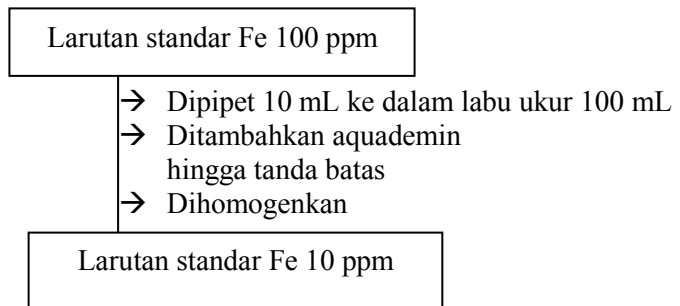 Larutan standar Fe 100 ppm
→ Dipipet 10 mL ke dalam labu ukur 100 mL
→ Ditambahkan aquademin
hingga tanda batas
→ Dihomogenkan
Larutan standar Fe 10 ppm